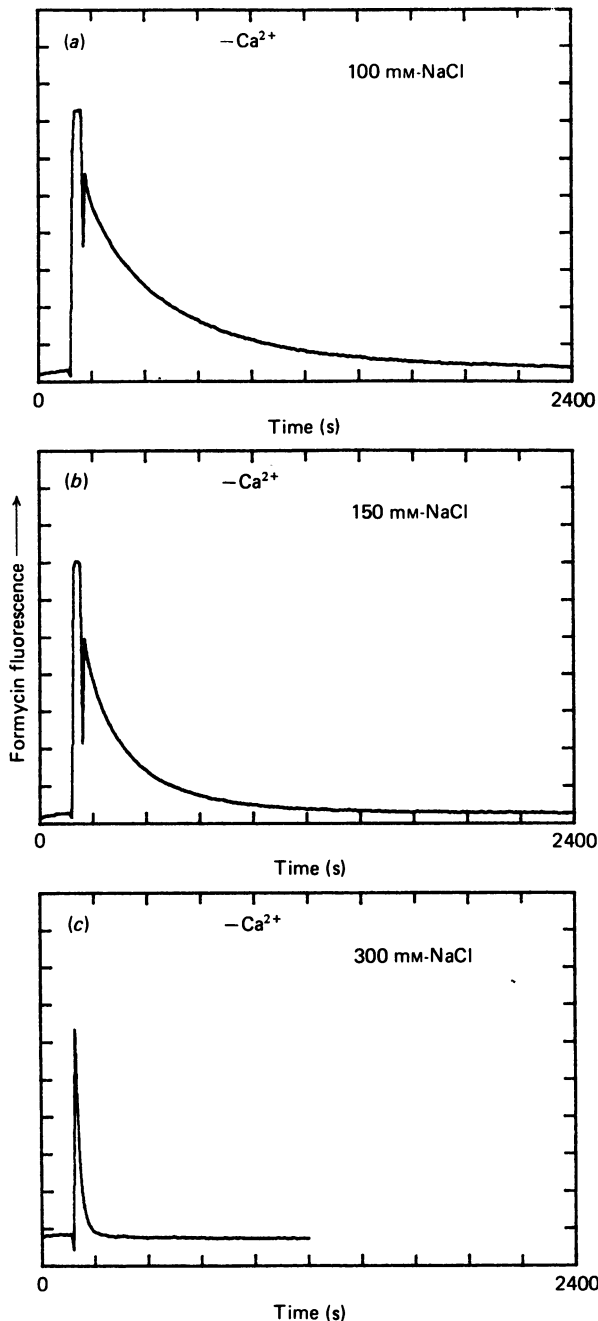 (a)
−Ca²⁺
100 mM-NaCl
0
2400
Time (s)
(b)
−Ca²⁺
150 mM-NaCl
Formycin fluorescence
0
2400
Time (s)
(c)
−Ca²⁺
300 mM-NaCl
0
2400
Time (s)